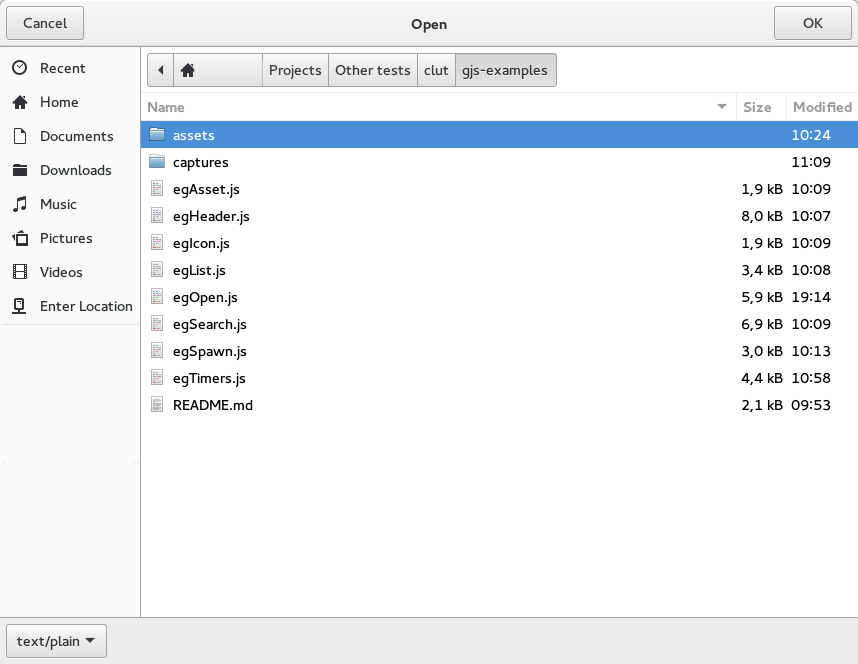 Cancel Open OK
Recent
Home
Documents
Downloads
Music
Pictures
Videos
Enter Location
Projects Other tests clut gjs-examples
Name Size Modified
assets 10:24
captures 11:09
egAsset.js 1,9 kB 10:09
egHeader.js 8,0 kB 10:07
egIcon.js 1,9 kB 10:09
egList.js 3,4 kB 10:08
egOpen.js 5,9 kB 19:14
egSearch.js 6,9 kB 10:09
egSpawn.js 3,0 kB 10:13
egTimers.js 4,4 kB 10:58
README.md 2,1 kB 09:53
text/plain